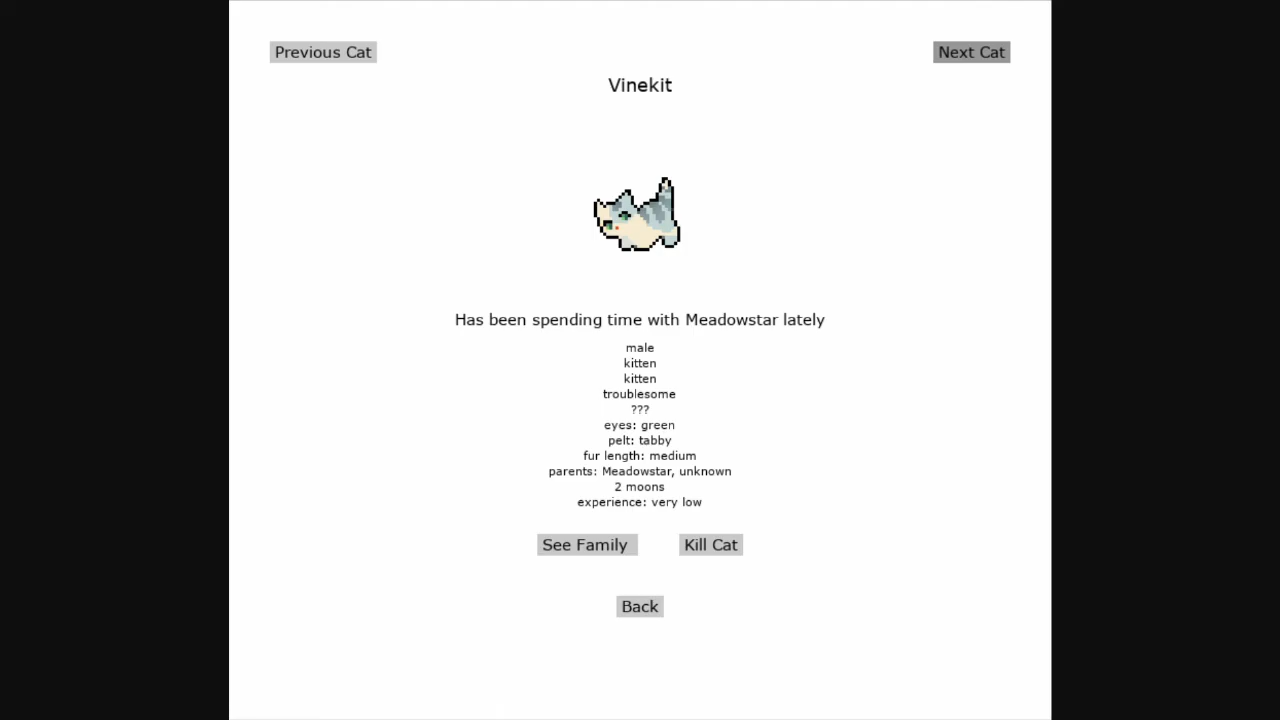 Previous Cat
Next Cat
Vinekit
Has been spending time with Meadowstar lately
male
kitten
kitten
troublesome
???
eyes: green
pelt: tabby
fur length: medium
parents: Meadowstar, unknown
2 moons
experience: very low
See Family
Kill Cat
Back